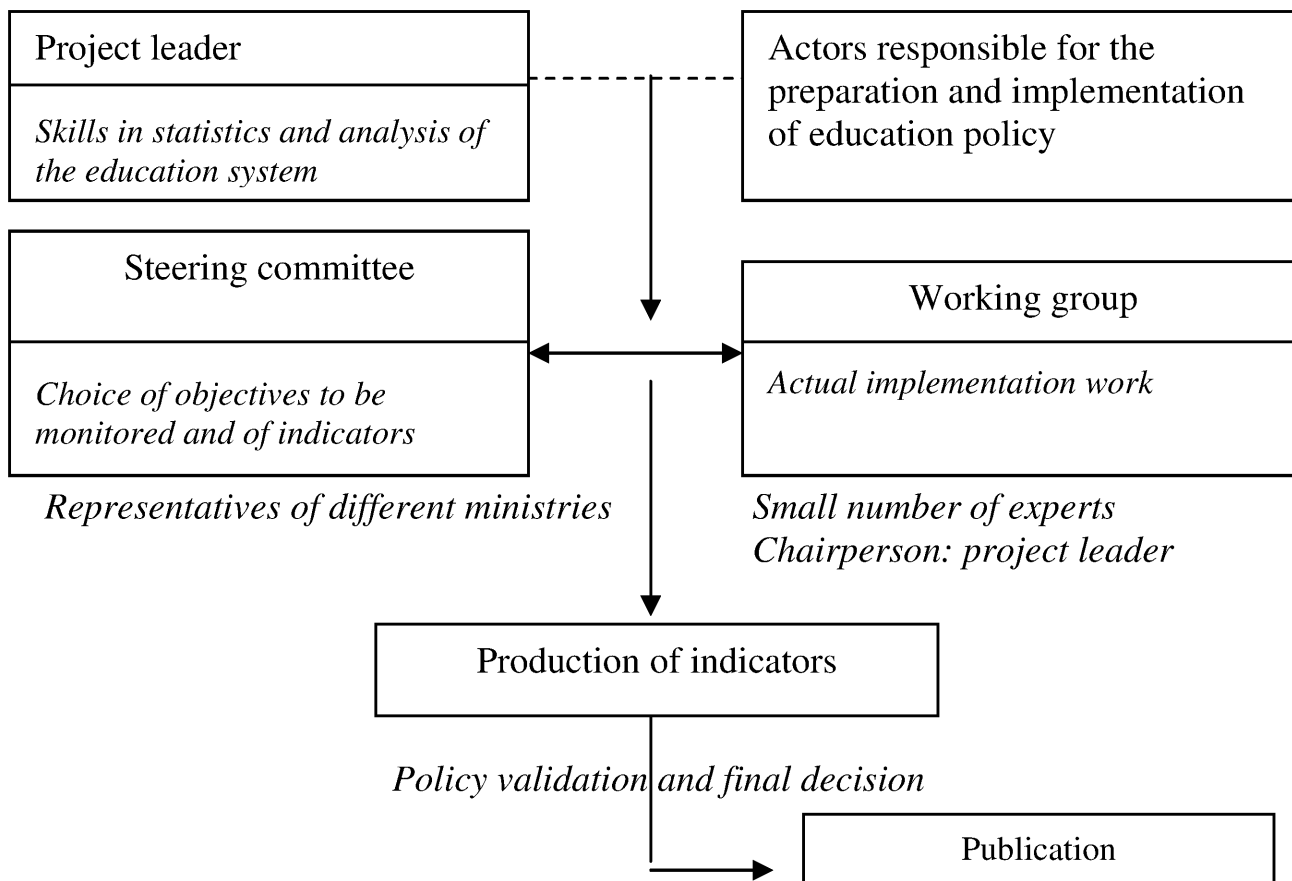 Project leader
Skills in statistics and analysis of
the education system
Actors responsible for the
preparation and implementation
of education policy
Steering committee
Choice of objectives to be
monitored and of indicators
Representatives of different ministries
Working group
Actual implementation work
Small number of experts
Chairperson: project leader
Production of indicators
Policy validation and final decision
Publication